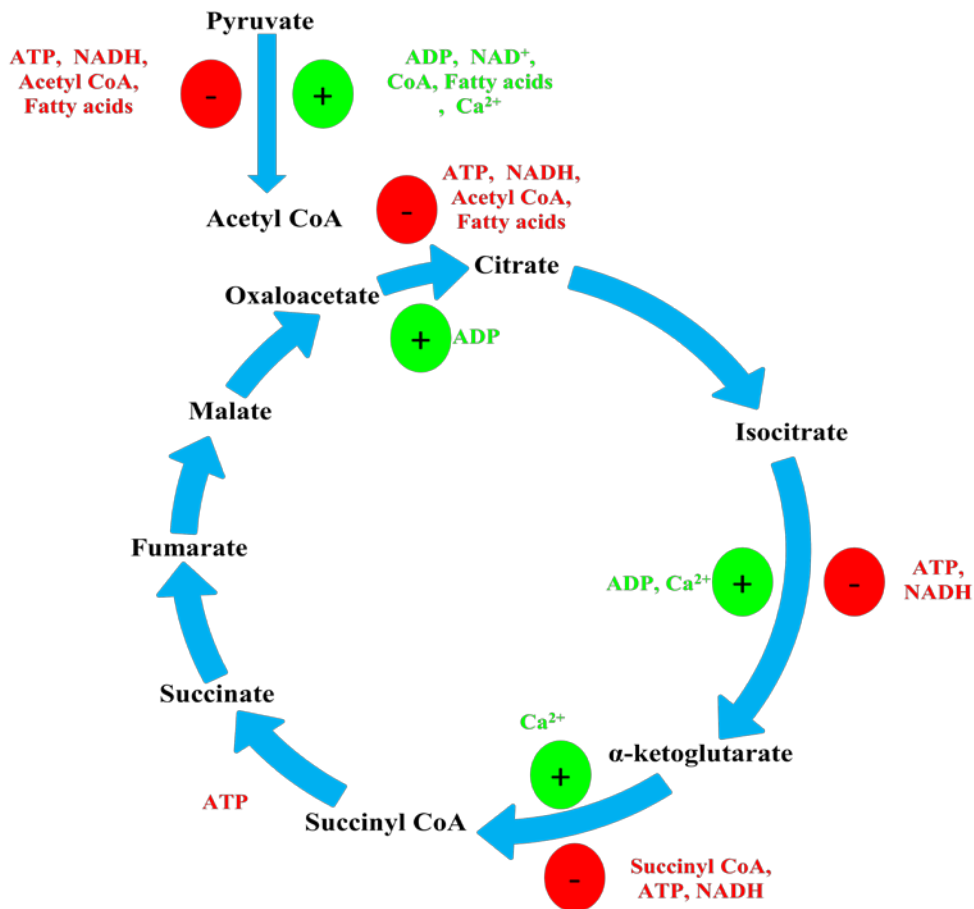 Pyruvate
ATP, NADH,
Acetyl CoA,
Fatty acids
-
+
ADP, NAD⁺,
CoA, Fatty acids
, Ca²⁺
Acetyl CoA
-
ATP, NADH,
Acetyl CoA,
Fatty acids
Citrate
Oxaloacetate
+
ADP
Malate
Isocitrate
Fumarate
ADP, Ca²⁺
+
-
ATP,
NADH
Succinate
Ca²⁺
+
α-ketoglutarate
ATP
Succinyl CoA
-
Succinyl CoA,
ATP, NADH